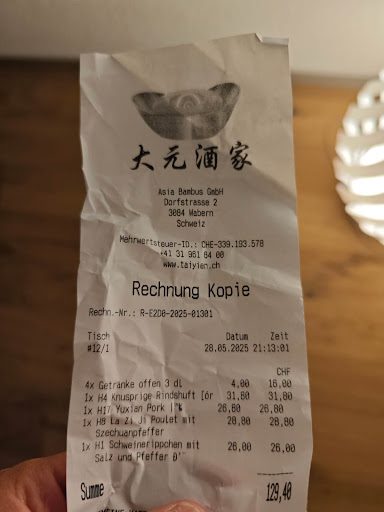 大元酒家
Asia Bambus GmbH
Dorfstrasse 2
3084 Wabern
Schweiz
Mehrwertsteuer-ID.: CHE-339.193.578
+41 31 961 64 00
www.taiyien.ch
Rechnung Kopie
Rechn.-Nr.: R-E2D0-2025-01301
Tisch Datum Zeit
#12/1 28.05.2025 21:13:01
CHF
4x Getränke offen 3 dL 4,00 16,00
1x H4 Knusprige Rindshuft [ór 31,80 31,80
1x H17 Yuxian Pork 26,80 26,80
1x H8 La Zi Ji Poulet mit 28,80 28,80
Szechuanpfeffer
1x H1 Schweinerippchen mit 26,00 26,00
Salz und Pfeffer
Summe 129,40